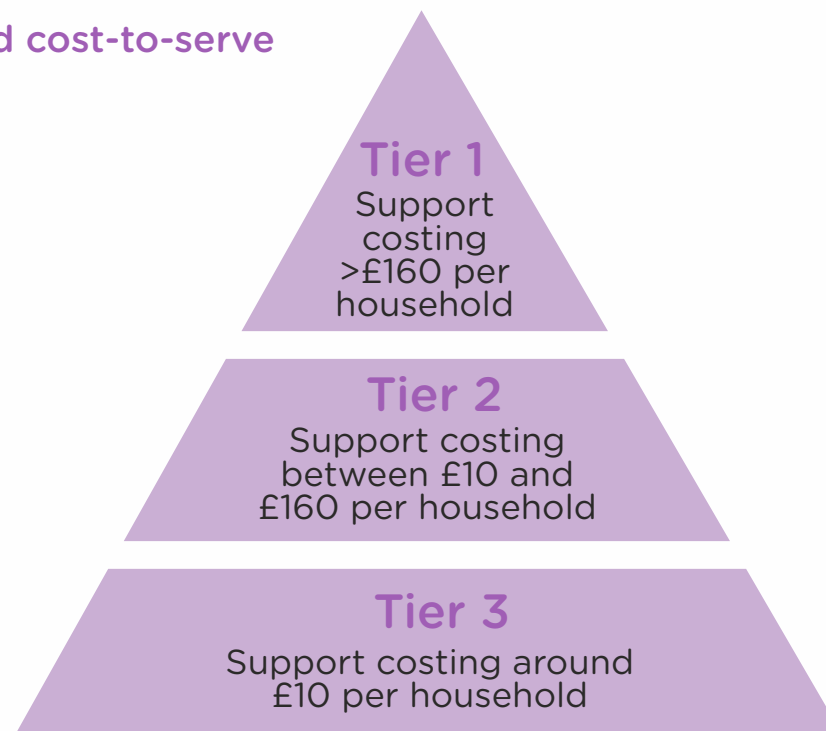 d cost-to-serve
Tier 1
Support
costing
>£160 per
household
Tier 2
Support costing
between £10 and
£160 per household
Tier 3
Support costing around
£10 per household